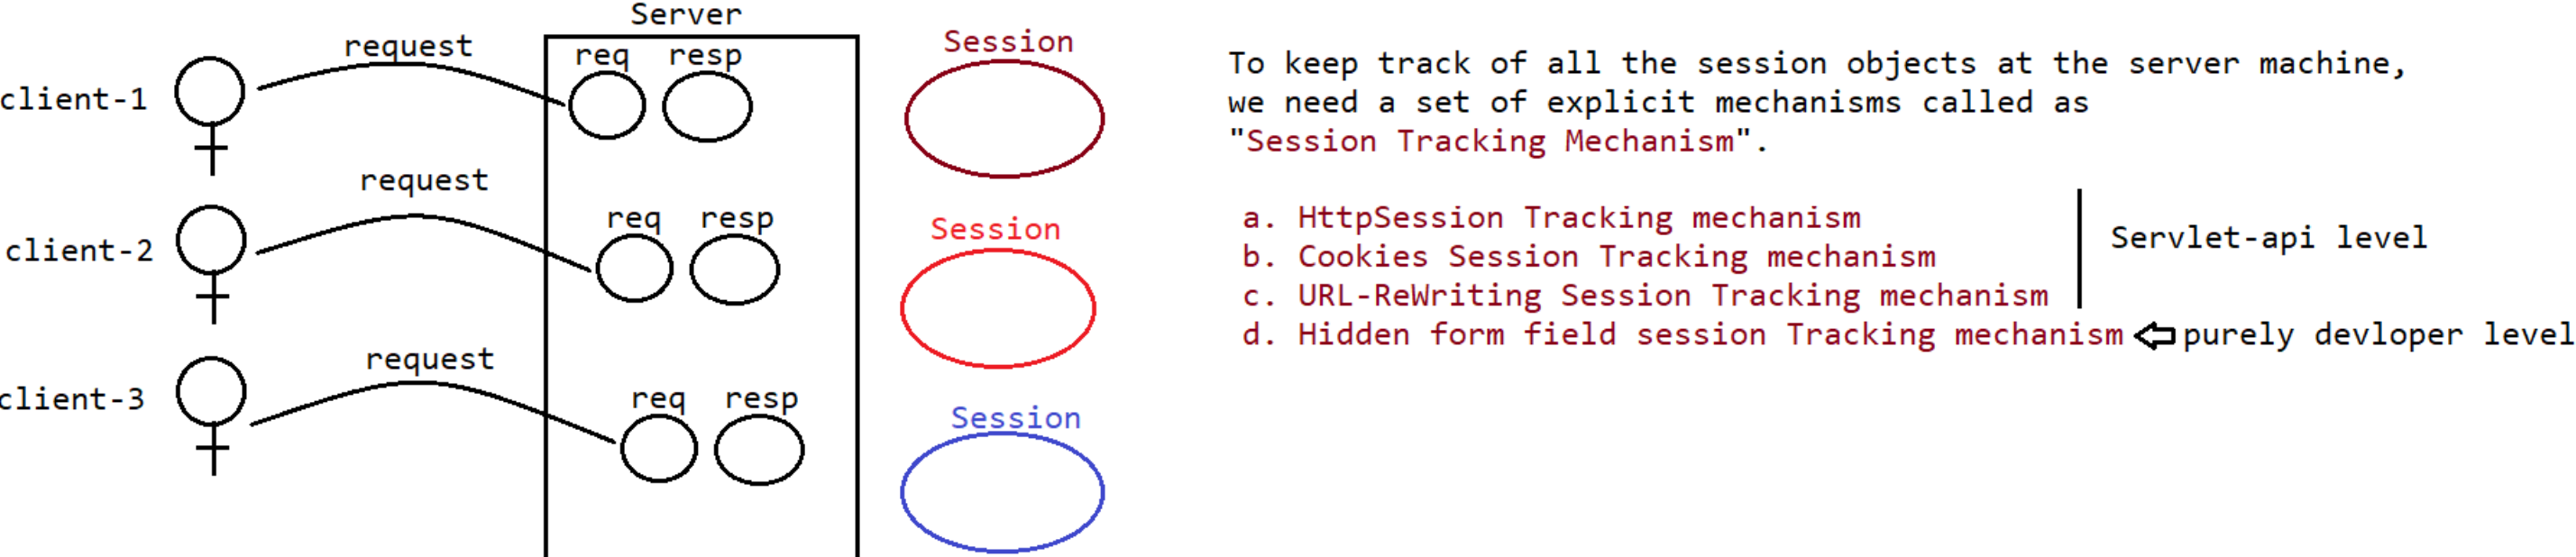 Server
request
req resp
client-1
Session
request
req resp
client-2
Session
request
req resp
client-3
Session
To keep track of all the session objects at the server machine,
we need a set of explicit mechanisms called as
"Session Tracking Mechanism".
a. HttpSession Tracking mechanism
b. Cookies Session Tracking mechanism
c. URL-ReWriting Session Tracking mechanism
Servlet-api level
d. Hidden form field session Tracking mechanism purely devloper level